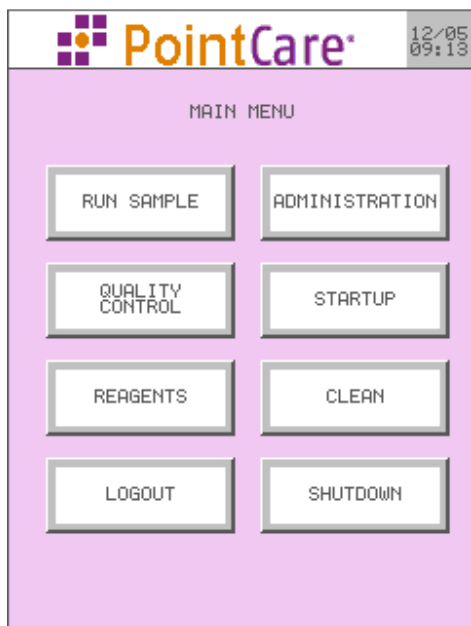 PointCare
12/05
09:13
MAIN MENU
RUN SAMPLE
ADMINISTRATION
QUALITY
CONTROL
STARTUP
REAGENTS
CLEAN
LOGOUT
SHUTDOWN